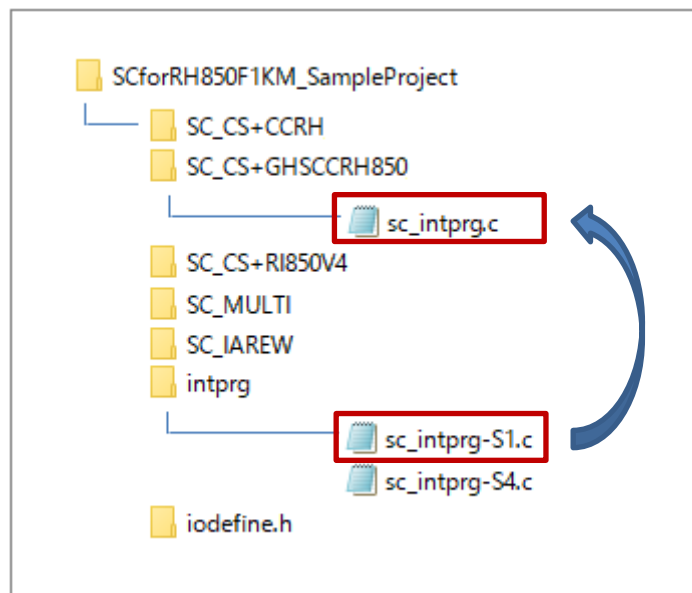 SCforRH850F1KM_SampleProject
SC_CS+CCRH
SC_CS+GHSCCRH850
sc_intprg.c
SC_CS+RI850V4
SC_MULTI
SC_IAREW
intprg
sc_intprg-S1.c
sc_intprg-S4.c
iodefine.h